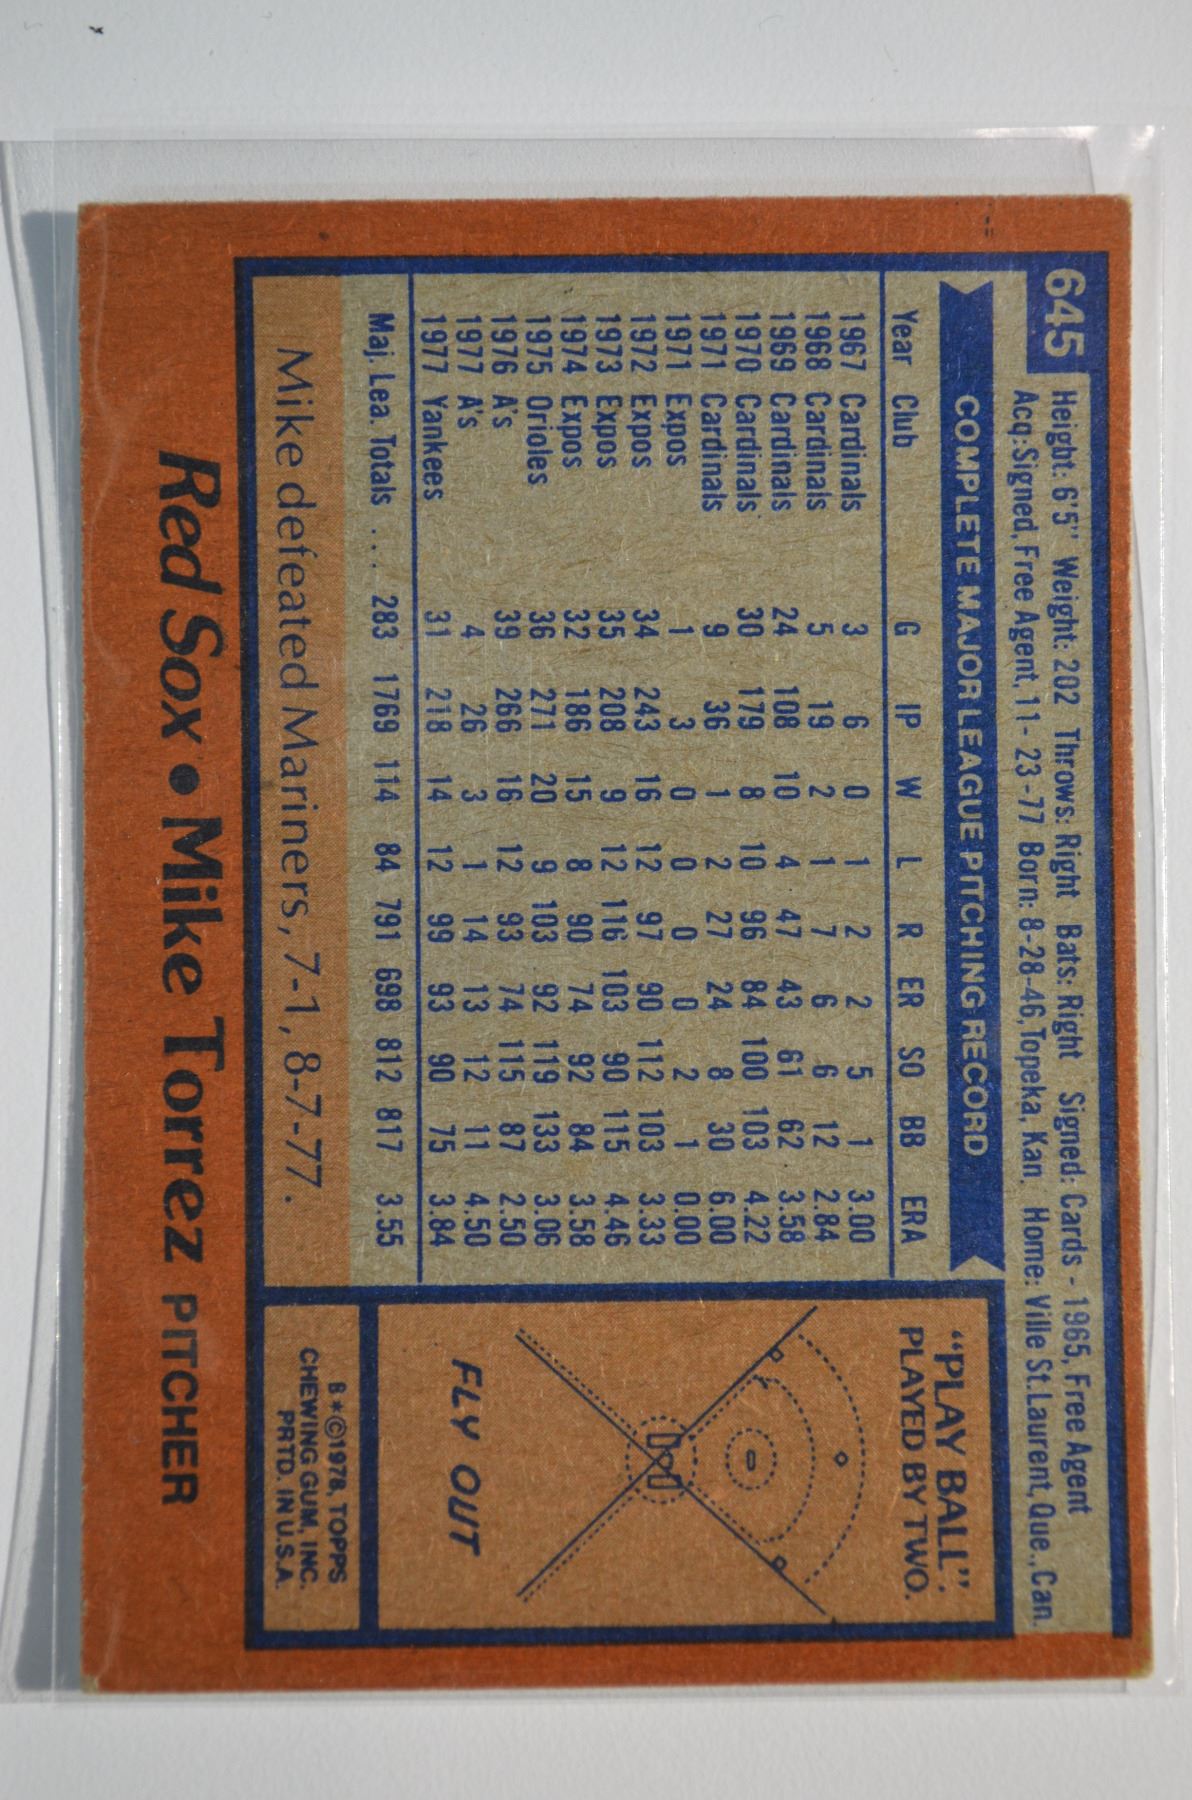 645
Height: 6'5" Weight: 202 Throws: Right Bats: Right Signed: Cards - 1965, Free Agent
Acq: Signed, Free Agent, 11-23-77 Born: 8-28-46, Topeka, Kan. Home: Ville St. Laurent, Que., Can.
COMPLETE MAJOR LEAGUE PITCHING RECORD
Year Club G IP W L R ER SO BB ERA
1967 Cardinals 3 6 0 1 2 2 5 1 3.00
1968 Cardinals 5 19 2 1 7 6 6 12 2.84
1969 Cardinals 24 108 10 4 47 43 61 62 3.58
1970 Cardinals 30 179 8 10 96 84 100 103 4.22
1971 Cardinals 9 36 1 2 27 24 8 30 6.00
1971 Expos 1 3 0 0 0 0 2 1 0.00
1972 Expos 34 243 16 12 97 90 112 103 3.33
1973 Expos 35 208 9 12 116 103 90 115 4.46
1974 Expos 32 186 15 8 90 74 92 84 3.58
1975 Orioles 36 271 20 9 103 92 119 133 3.06
1976 A's 39 266 16 12 93 74 115 87 2.50
1977 A's 4 26 3 1 14 13 12 11 4.50
1977 Yankees 31 218 14 12 99 93 90 75 3.84
Maj. Lea. Totals . . . 283 1769 114 84 791 698 812 817 3.55
Mike defeated Mariners, 7-1, 8-7-77.
"PLAY BALL".
PLAYED BY TWO.
FLY OUT
B*©1978, TOPPS
CHEWING GUM, INC.
PRTD. IN U.S.A.
Red Sox • Mike Torrez PITCHER